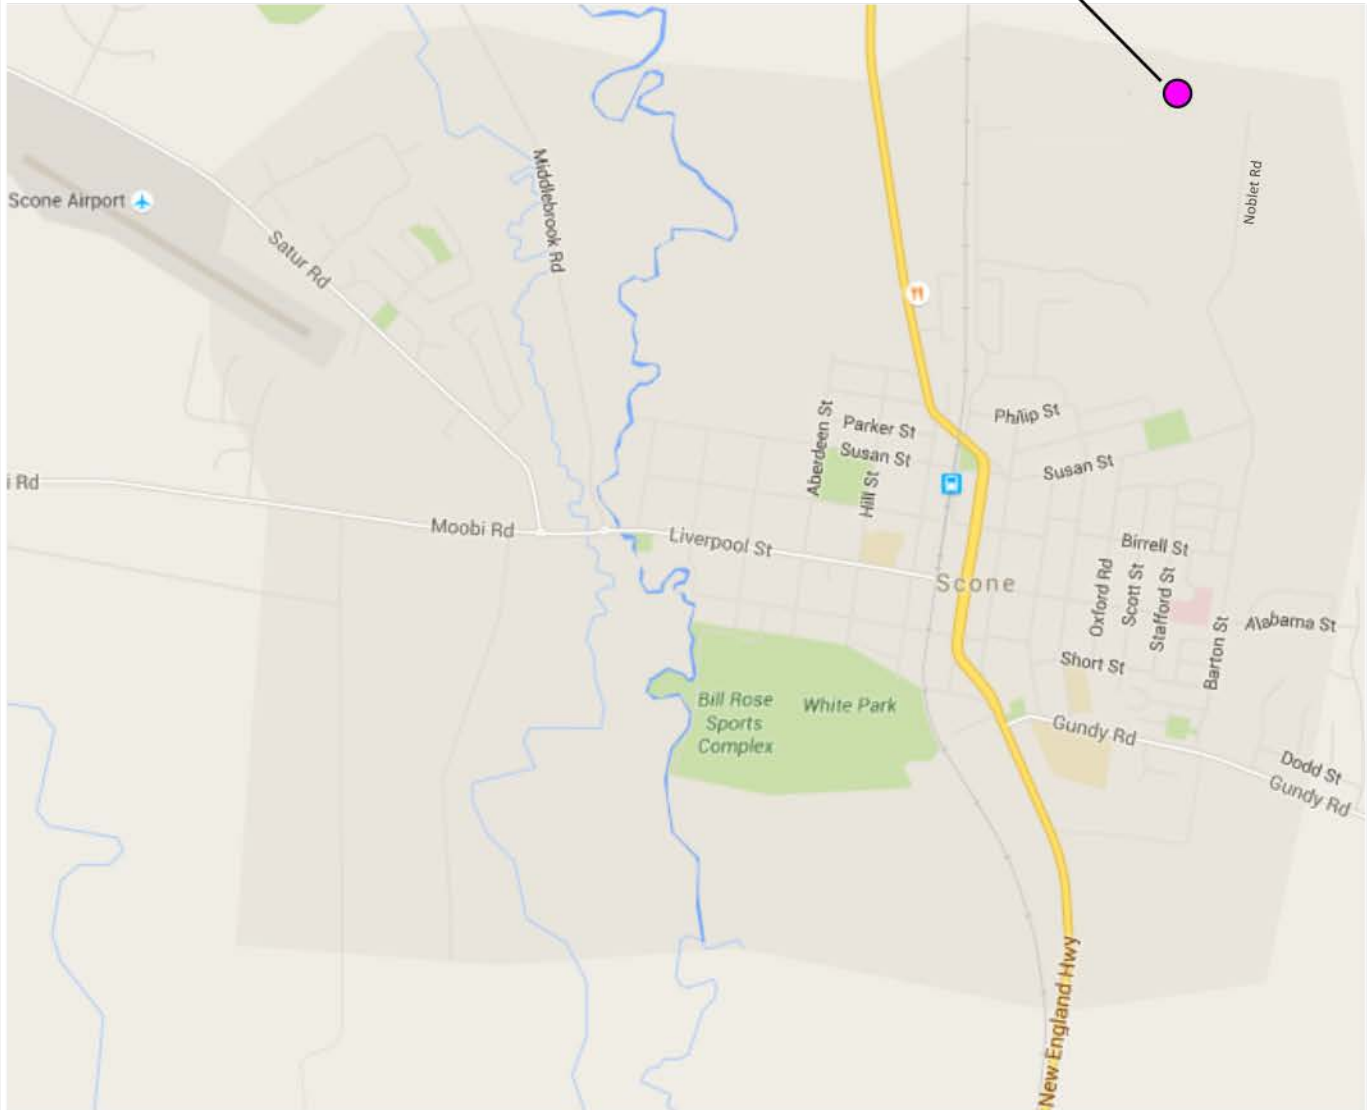 Noblet Rd
Middlebrook Rd
Scone Airport
Satur Rd
Aberdeen St
Parker St
Philip St
Susan St
Susan St
Hill St
i Rd
Moobi Rd
Liverpool St
Birrell St
Scone
Oxford Rd
Scott St
Stafford St
Barton St
Alabama St
Short St
Bill Rose
Sports
Complex
White Park
Gundy Rd
Dodd St
Gundy Rd
New England Hwy